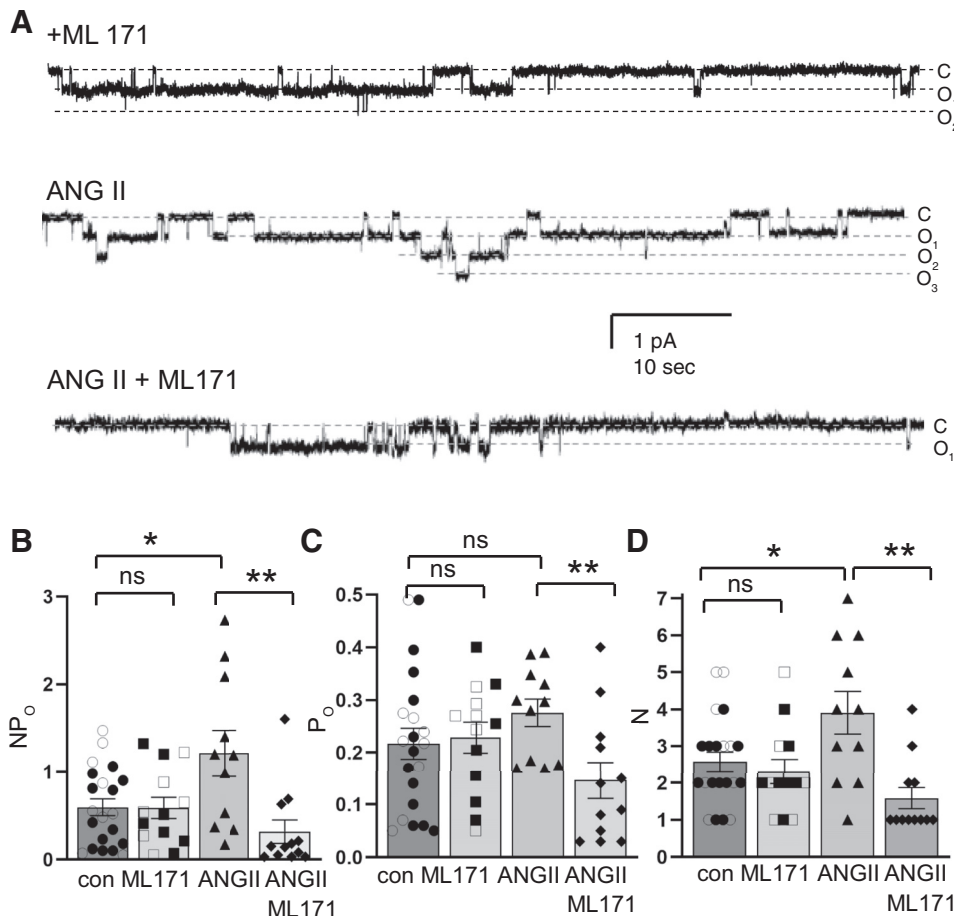 A
+ML 171
C
O
O₂
ANG II
C
O₁
O₂
O₃
1 pA
10 sec
ANG II + ML171
C
O₁
B
*
ns
**
3
2
1
0
NPO
con ML171 ANGII ANGII
ML171
C
ns
ns
**
0.5
0.4
0.3
0.2
0.1
0.0
PO
con ML171 ANGII ANGII
ML171
D
*
ns
**
7
6
5
4
3
2
1
0
N
con ML171 ANGII ANGII
ML171